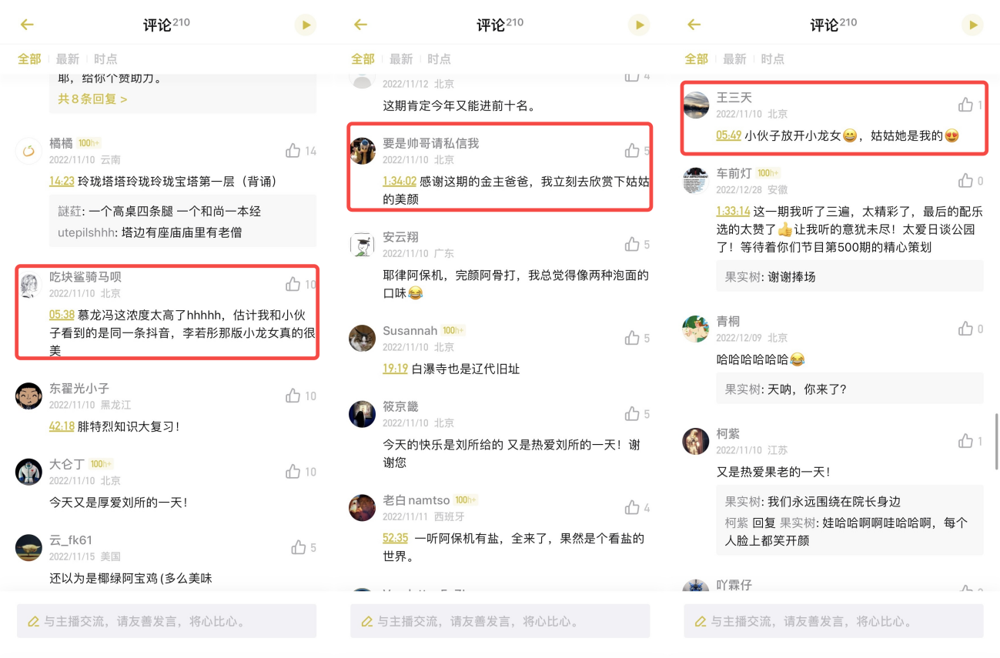 评论210
全部 最新 时点
耶，给你个赞助力。
共8条回复 >
橘橘 100h+
2022/11/10 云南
14
14:23 玲珑塔塔玲珑玲珑宝塔第一层（背诵）
謎荭: 一个高桌四条腿 一个和尚一本经
utepilshhh: 塔边有座庙庙里有老僧
吃块鲨骑马呗
2022/11/10 北京
10
05:38 慕龙冯这浓度太高了hhhhh，估计我和小伙
子看到的是同一条抖音，李若彤那版小龙女真的很
美
东翟光小子
2022/11/10 黑龙江
10
42:18 腓特烈知识大复习！
大仑丁 100h+
2022/11/10 北京
10
今天又是厚爱刘所的一天！
云_fk61
2022/11/15 美国
5
还以为是椰绿阿宝鸡(多么美味
与主播交流，请友善发言，将心比心。
评论210
全部 最新 时点
2022/11/12 北京
4
这期肯定今年又能进前十名。
要是帅哥请私信我
2022/11/10 北京
5
1:34:02 感谢这期的金主爸爸，我立刻去欣赏下姑姑
的美颜
安云翔
2022/11/10 广东
5
耶律阿保机，完颜阿骨打，我总觉得像两种泡面的
口味😂
Susannah 100h+
2022/11/10 北京
5
19:19 白瀑寺也是辽代旧址
筱京畿
2022/11/10 北京
5
今天的快乐是刘所给的 又是热爱刘所的一天！谢
谢您
老白namtso 100h+
2022/11/11 西班牙
4
52:35 一听阿保机有盐，全来了，果然是个看盐的
世界。
与主播交流，请友善发言，将心比心。
评论210
全部 最新 时点
王三天
2022/11/10 北京
1
05:49 小伙子放开小龙女😄，姑姑她是我的😍
车前灯 100h+
2022/12/28 安徽
0
1:33:14 这一期我听了三遍，太精彩了，最后的配乐
选的太赞了👍让我听的意犹未尽！太爱日谈公园
了！等待着你们节目第500期的精心策划
果实树: 谢谢捧场
青桐
2022/12/09 北京
0
哈哈哈哈哈哈😂
果实树: 天呐，你来了?
柯紫
2022/11/10 江苏
1
又是热爱果老的一天！
果实树: 我们永远围绕在院长身边
柯紫 回复 果实树: 娃哈哈啊啊哇哈哈啊，每个
人脸上都笑开颜
吖霖仔
与主播交流，请友善发言，将心比心。